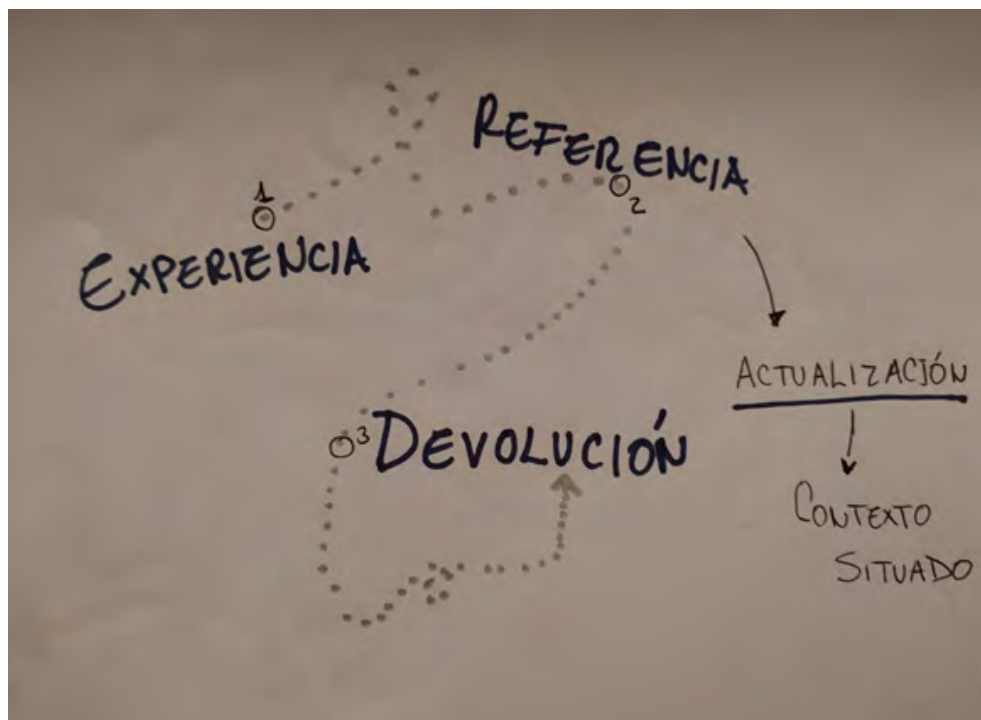 REFERENCIA
1
2
EXPERIENCIA
ACTUALIZACIÓN
3 DEVOLUCIÓN
CONTEXTO
SITUADO